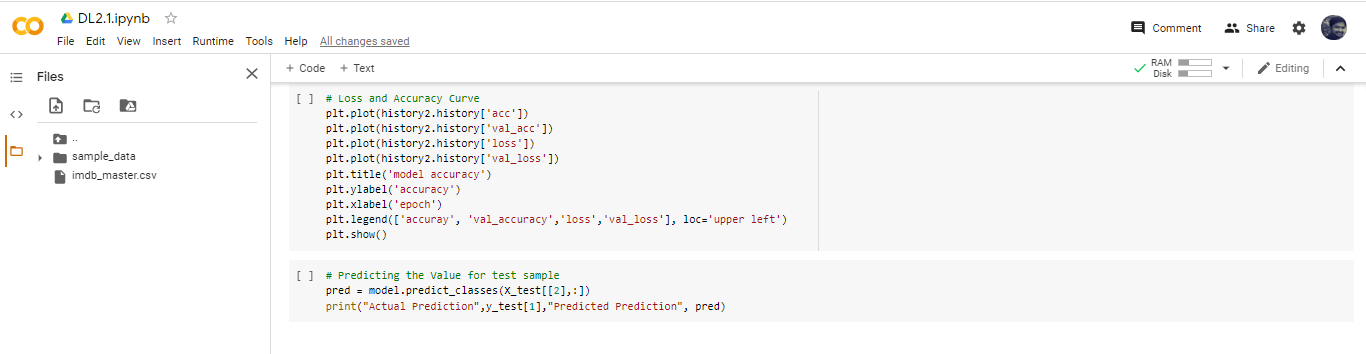 DL2.1.ipynb
File Edit View Insert Runtime Tools Help All changes saved
Comment Share
Files
+ Code + Text
RAM
Disk
Editing
..
sample_data
imdb_master.csv
[ ] # Loss and Accuracy Curve
plt.plot(history2.history['acc'])
plt.plot(history2.history['val_acc'])
plt.plot(history2.history['loss'])
plt.plot(history2.history['val_loss'])
plt.title('model accuracy')
plt.ylabel('accuracy')
plt.xlabel('epoch')
plt.legend(['accuray', 'val_accuracy','loss','val_loss'], loc='upper left')
plt.show()
[ ] # Predicting the Value for test sample
pred = model.predict_classes(X_test[[2],:])
print("Actual Prediction",y_test[1],"Predicted Prediction", pred)